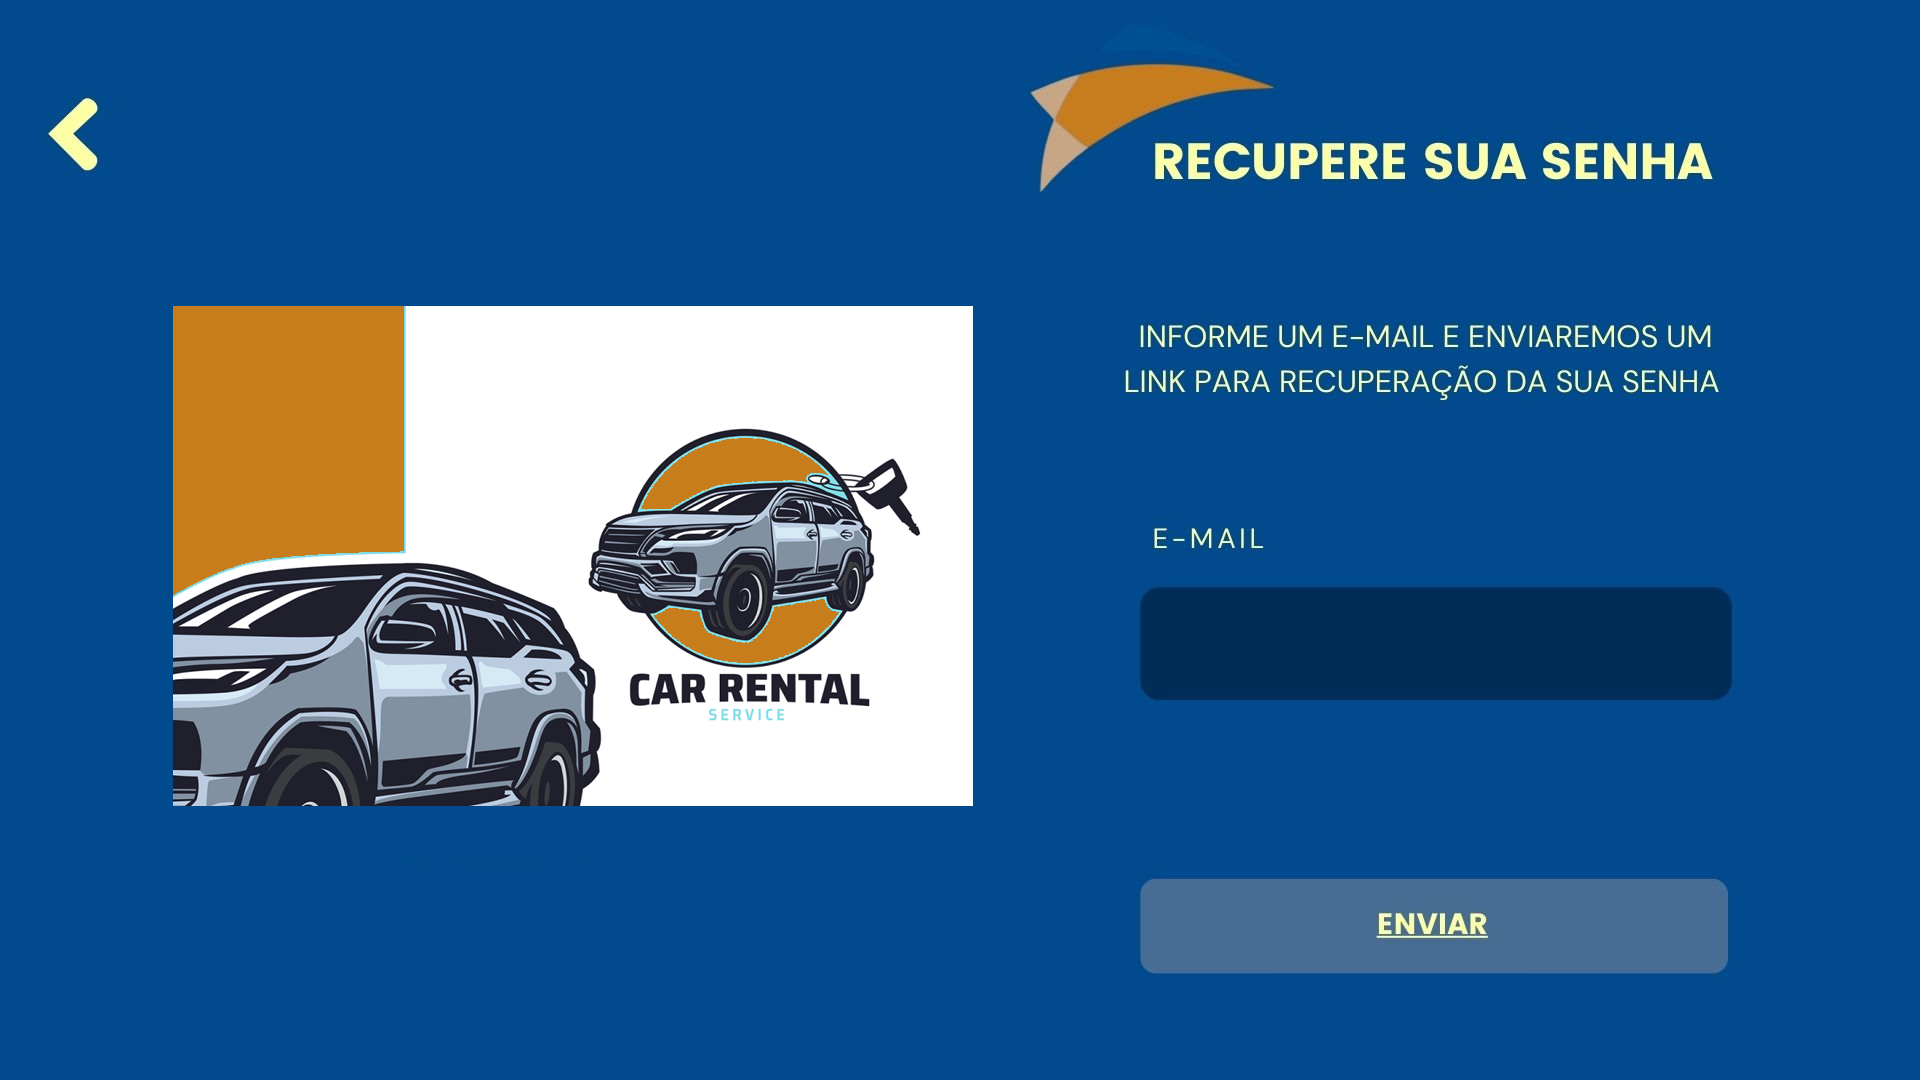 RECUPERE SUA SENHA
INFORME UM E-MAIL E ENVIAREMOS UM
LINK PARA RECUPERAÇÃO DA SUA SENHA
CAR RENTAL
SERVICE
E-MAIL
ENVIAR